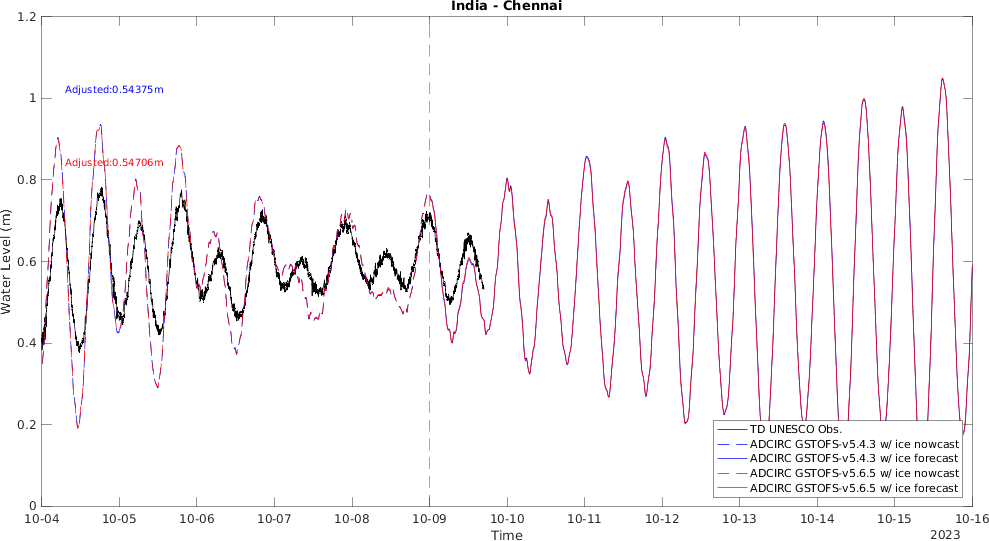 India - Chennai
1.2
1
0.8
0.6
0.4
0.2
0
Water Level (m)
Adjusted:0.54375m
Adjusted:0.54706m
TD UNESCO Obs.
ADCIRC GSTOFS-v5.4.3 w/ ice nowcast
ADCIRC GSTOFS-v5.4.3 w/ ice forecast
ADCIRC GSTOFS-v5.6.5 w/ ice nowcast
ADCIRC GSTOFS-v5.6.5 w/ ice forecast
10-04 10-05 10-06 10-07 10-08 10-09 10-10 10-11 10-12 10-13 10-14 10-15 10-16
Time
2023